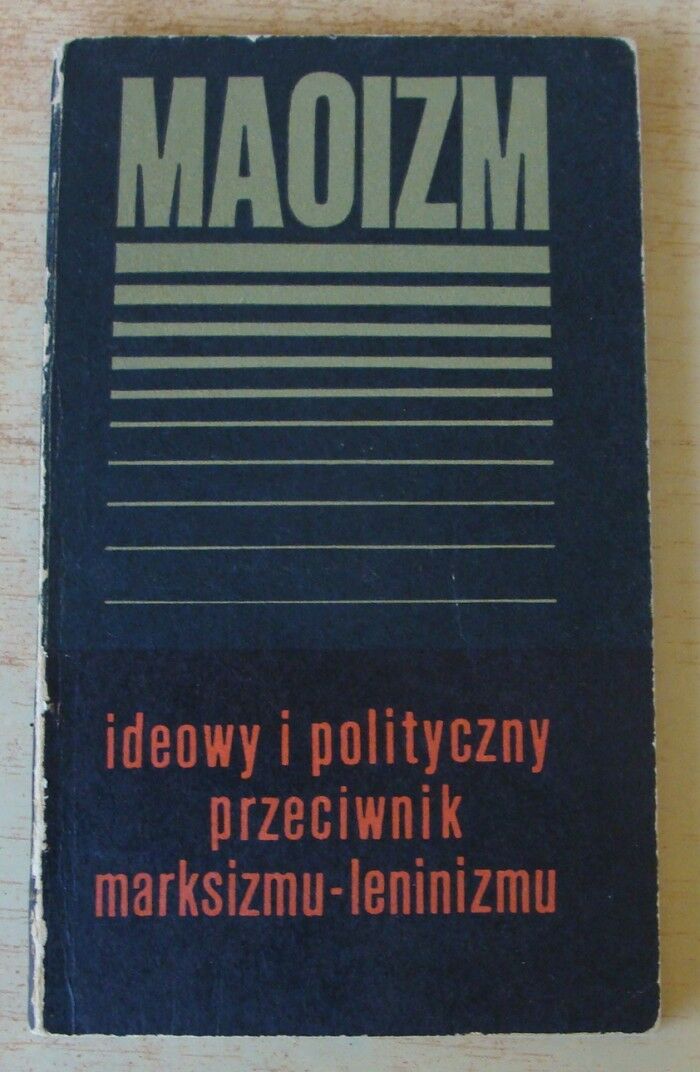 MAOIZM
ideowy i polityczny
przeciwnik
marksizmu-leninizmu